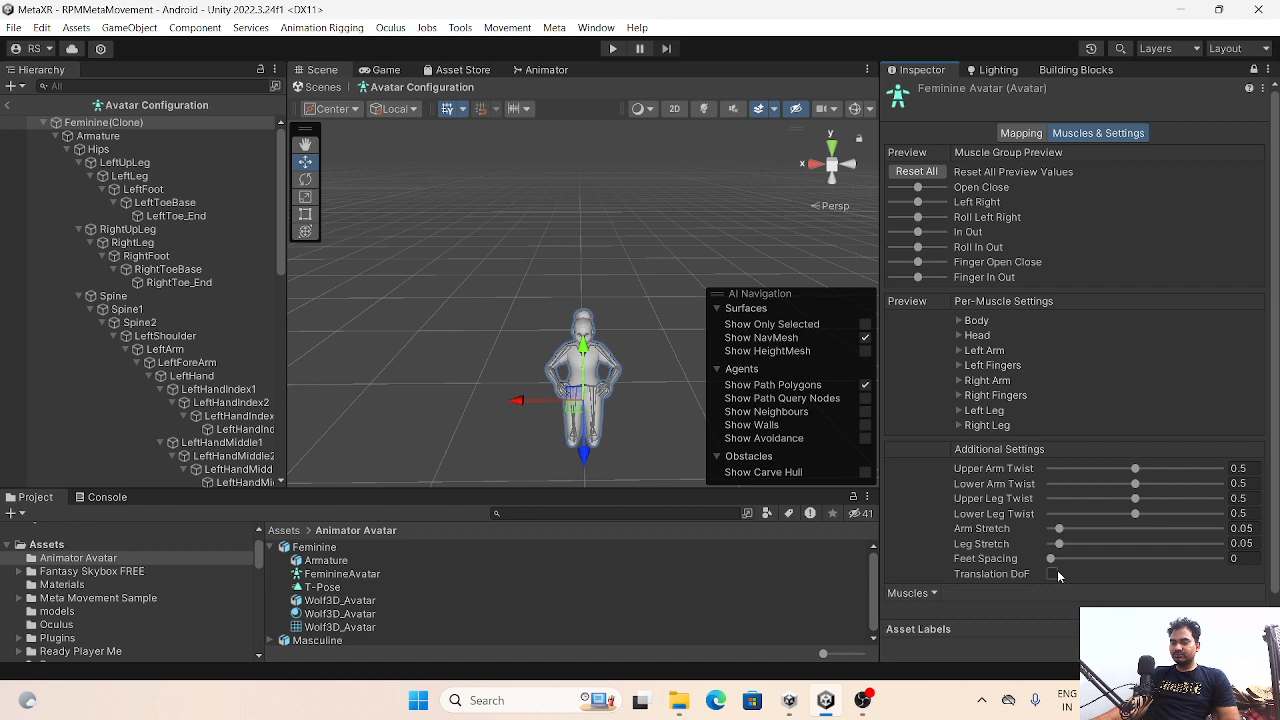 MetaXR - RPMMetaMovement - Android - Unity 2022.3.24f1 <DX11>
File Edit Assets GameObject Component Services Animation Rigging Oculus Jobs Tools Movement Meta Window Help
RS Layers Layout
Hierarchy
All
Avatar Configuration
Feminine(Clone)
Armature
Hips
LeftUpLeg
LeftLeg
LeftFoot
LeftToeBase
LeftToe_End
RightUpLeg
RightLeg
RightFoot
RightToeBase
RightToe_End
Spine
Spine1
Spine2
LeftShoulder
LeftArm
LeftForeArm
LeftHand
LeftHandIndex1
LeftHandIndex2
LeftHandIndex
LeftHandInd
LeftHandMiddle1
LeftHandMiddle2
LeftHandMidd
LeftHandMi
Scene Game Asset Store Animator
Scenes Avatar Configuration
Center Local 2D
y
x
Persp
AI Navigation
Surfaces
Show Only Selected
Show NavMesh
Show HeightMesh
Agents
Show Path Polygons
Show Path Query Nodes
Show Neighbours
Show Walls
Show Avoidance
Obstacles
Show Carve Hull
Inspector Lighting Building Blocks
Feminine Avatar (Avatar)
Mapping Muscles & Settings
Preview Muscle Group Preview
Reset All Reset All Preview Values
Open Close
Left Right
Roll Left Right
In Out
Roll In Out
Finger Open Close
Finger In Out
Preview Per-Muscle Settings
Body
Head
Left Arm
Left Fingers
Right Arm
Right Fingers
Left Leg
Right Leg
Additional Settings
Upper Arm Twist 0.5
Lower Arm Twist 0.5
Upper Leg Twist 0.5
Lower Leg Twist 0.5
Arm Stretch 0.05
Leg Stretch 0.05
Feet Spacing 0
Translation DoF
Muscles
Asset Labels
Project Console
41
Assets
Animator Avatar
Fantasy Skybox FREE
Materials
Meta Movement Sample
models
Oculus
Plugins
Ready Player Me
Assets Animator Avatar
Feminine
Armature
FeminineAvatar
T-Pose
Wolf3D_Avatar
Wolf3D_Avatar
Wolf3D_Avatar
Masculine
Search
ENG
IN